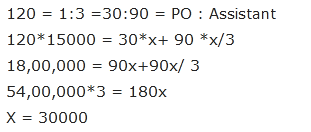 120 = 1:3 =30:90 = PO : Assistant
120*15000 = 30*x+ 90 *x/3
18,00,000 = 90x+90x/ 3
54,00,000*3 = 180x
X = 30000